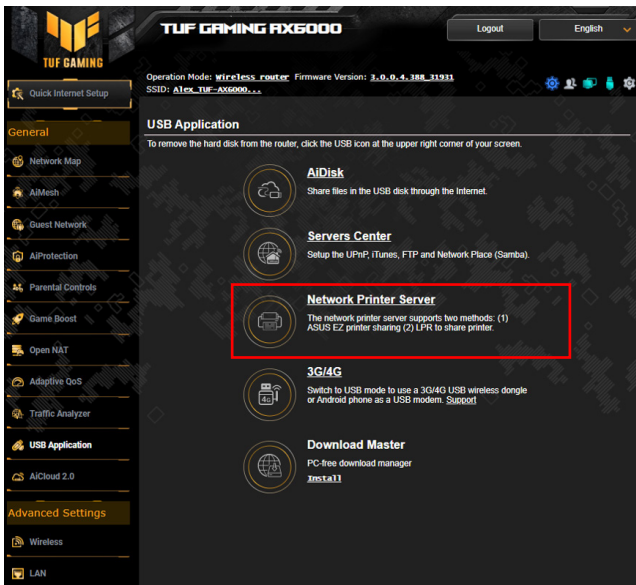 TUF GAMING
TUF GAMING AX6000
Logout
English
Operation Mode: Wireless router Firmware Version: 3.0.0.4.388_31931
SSID: Alex_TUF-AX6000...
Quick Internet Setup
General
Network Map
AiMesh
Guest Network
AiProtection
Parental Controls
Game Boost
Open NAT
Adaptive QoS
Traffic Analyzer
USB Application
AiCloud 2.0
Advanced Settings
Wireless
LAN
USB Application
To remove the hard disk from the router, click the USB icon at the upper right corner of your screen.
AiDisk
Share files in the USB disk through the Internet.
Servers Center
Setup the UPnP, iTunes, FTP and Network Place (Samba).
Network Printer Server
The network printer server supports two methods: (1)
ASUS EZ printer sharing (2) LPR to share printer.
4G
3G/4G
Switch to USB mode to use a 3G/4G USB wireless dongle
or Android phone as a USB modem. Support
Download Master
PC-free download manager
Install